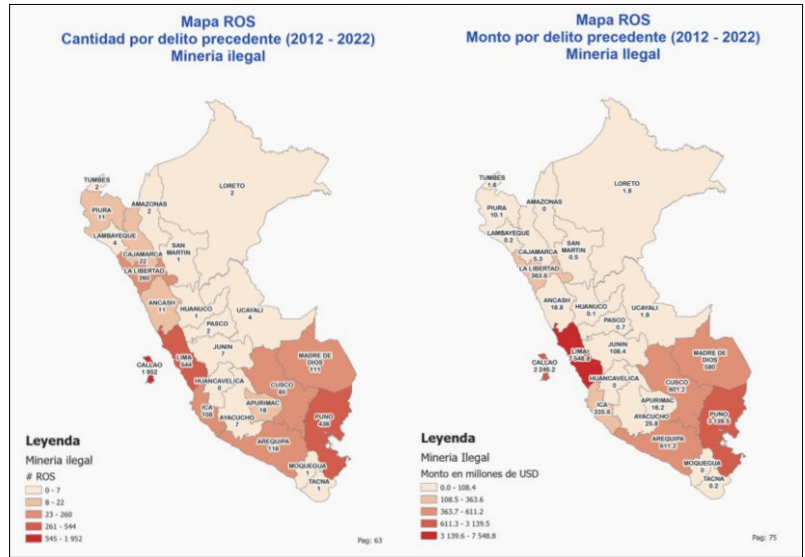 Mapa ROS
Cantidad por delito precedente (2012 - 2022)
Mineria ilegal
TUMBES
2
LORETO
2
PIURA
11
AMAZONAS
2
LAMBAYEQUE
4
CAJAMARCA
22
SAN
MARTIN
1
LA LIBERTAD
260
ANCASH
11
HUANUCO
1
UCAYALI
4
PASCO
2
JUNIN
7
LIMA
544
CALLAO
1 952
MADRE DE
DIOS
111
HUANCAVELICA
0
CUSCO
85
ICA
108
APURIMAC
18
AYACUCHO
7
PUNO
436
AREQUIPA
118
MOQUEGUA
1
TACNA
1
Leyenda
Mineria ilegal
# ROS
0 - 7
8 - 22
23 - 260
261 - 544
545 - 1 952
Pag: 63
Mapa ROS
Monto por delito precedente (2012 - 2022)
Mineria Ilegal
TUMBES
1.6
LORETO
1.8
PIURA
10.1
AMAZONAS
0
LAMBAYEQUE
0.2
CAJAMARCA
5.3
SAN
MARTIN
0.5
LA LIBERTAD
363.6
ANCASH
18.8
HUANUCO
0.1
UCAYALI
1.9
PASCO
0.7
JUNIN
108.4
LIMA
7 548.8
CALLAO
2 246.2
MADRE DE
DIOS
580
HUANCAVELICA
0
CUSCO
601.2
ICA
335.6
APURIMAC
16.2
AYACUCHO
25.8
PUNO
3 139.5
AREQUIPA
611.2
MOQUEGUA
0
TACNA
0.2
Leyenda
Mineria Ilegal
Monto en millones de USD
0.0 - 108.4
108.5 - 363.6
363.7 - 611.2
611.3 - 3 139.5
3 139.6 - 7 548.8
Pag: 75